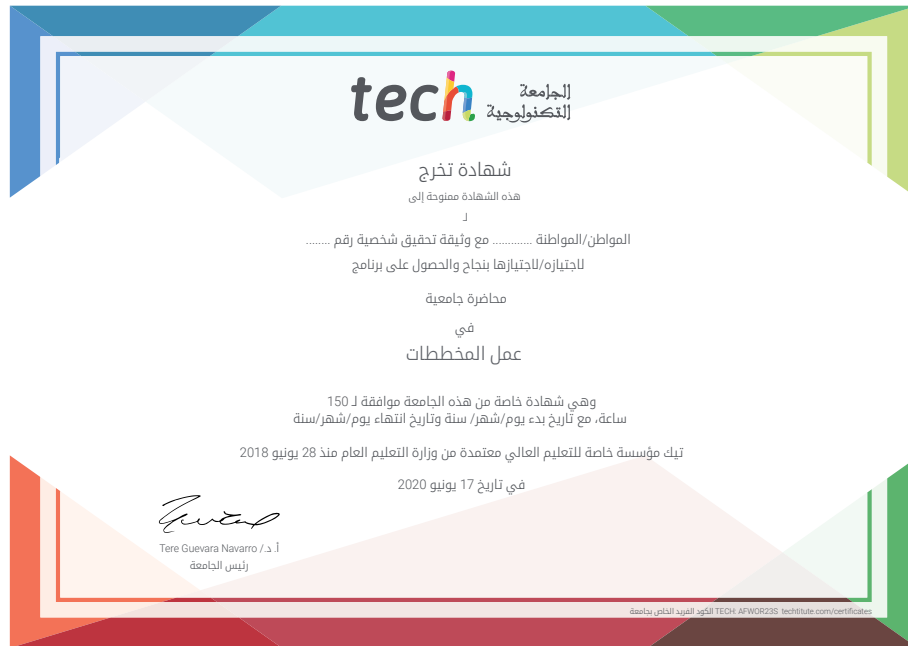 tech الجامعة
التكنولوجية
شهادة تخرج
هذه الشهادة ممنوحة إلى
لـ
المواطن/المواطنة ............ مع وثيقة تحقيق شخصية رقم ........
لاجتيازه/لاجتيازها بنجاح والحصول على برنامج
محاضرة جامعية
في
عمل المخططات
وهي شهادة خاصة من هذه الجامعة موافقة لـ 150
ساعة، مع تاريخ بدء يوم/شهر/ سنة وتاريخ انتهاء يوم/شهر/سنة
تيك مؤسسة خاصة للتعليم العالي معتمدة من وزارة التعليم العام منذ 28 يونيو 2018
في تاريخ 17 يونيو 2020
أ. د./ Tere Guevara Navarro
رئيس الجامعة
الكود الفريد الخاص بجامعة TECH: AFWOR23S techtitute.com/certificates